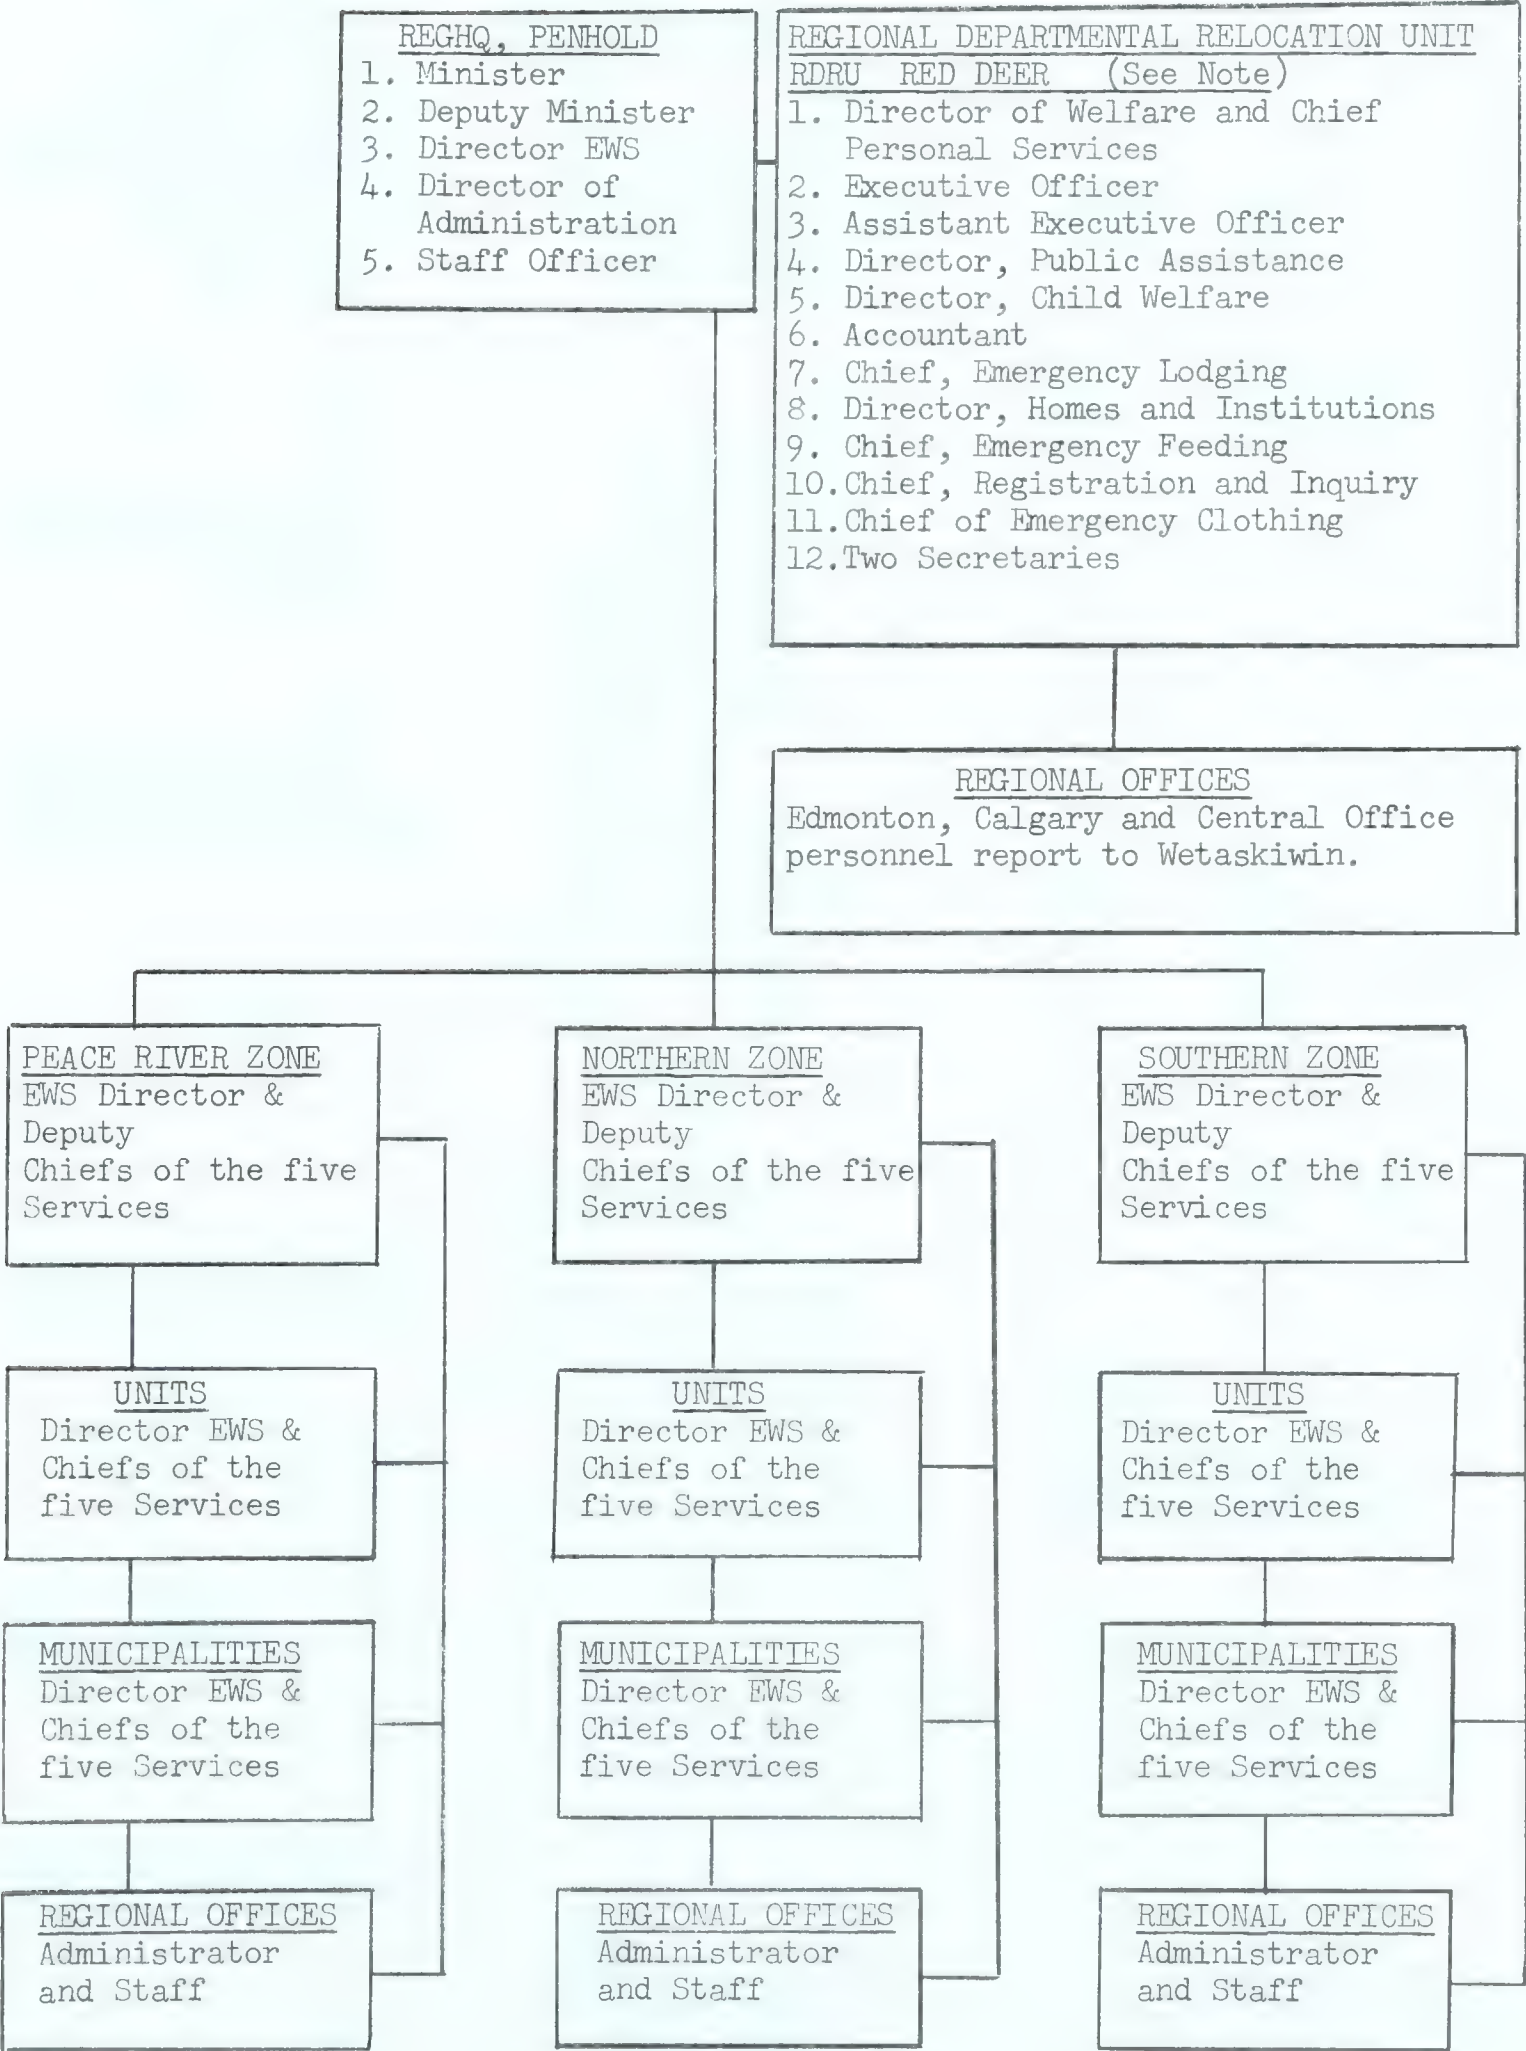 REGHQ, PENHOLD
1. Minister
2. Deputy Minister
3. Director EWS
4. Director of
Administration
5. Staff Officer
REGIONAL DEPARTMENTAL RELOCATION UNIT
RDRU RED DEER (See Note)
1. Director of Welfare and Chief
Personal Services
2. Executive Officer
3. Assistant Executive Officer
4. Director, Public Assistance
5. Director, Child Welfare
6. Accountant
7. Chief, Emergency Lodging
8. Director, Homes and Institutions
9. Chief, Emergency Feeding
10.Chief, Registration and Inquiry
11.Chief of Emergency Clothing
12.Two Secretaries
REGIONAL OFFICES
Edmonton, Calgary and Central Office
personnel report to Wetaskiwin.
PEACE RIVER ZONE
EWS Director &
Deputy
Chiefs of the five
Services
UNITS
Director EWS &
Chiefs of the
five Services
MUNICIPALITIES
Director EWS &
Chiefs of the
five Services
REGIONAL OFFICES
Administrator
and Staff
NORTHERN ZONE
EWS Director &
Deputy
Chiefs of the five
Services
UNITS
Director EWS &
Chiefs of the
five Services
MUNICIPALITIES
Director EWS &
Chiefs of the
five Services
REGIONAL OFFICES
Administrator
and Staff
SOUTHERN ZONE
EWS Director &
Deputy
Chiefs of the five
Services
UNITS
Director EWS &
Chiefs of the
five Services
MUNICIPALITIES
Director EWS &
Chiefs of the
five Services
REGIONAL OFFICES
Administrator
and Staff